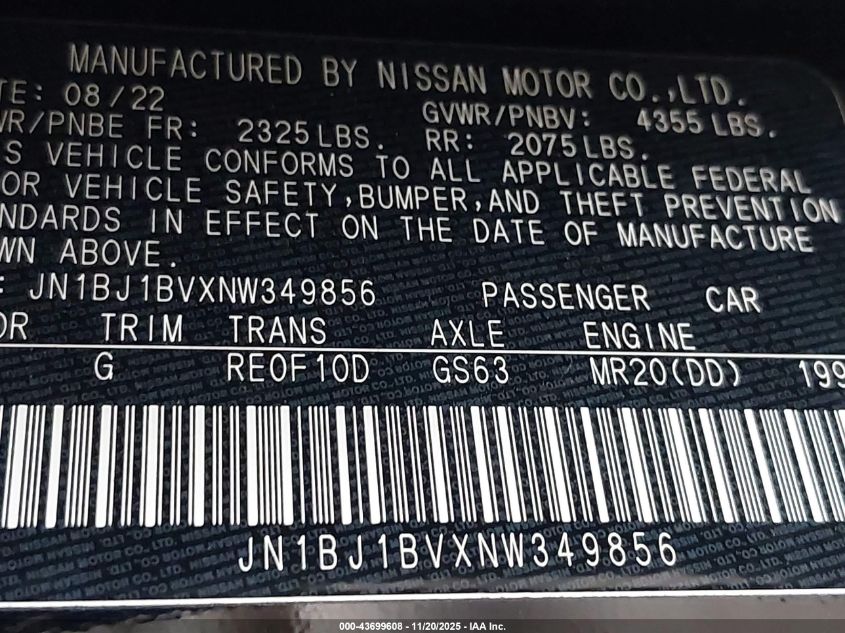 MANUFACTURED BY NISSAN MOTOR CO.,LTD.
TE: 08/22 GVWR/PNBV: 4355 LBS.
WR/PNBE FR: 2325 LBS. RR: 2075 LBS.
S VEHICLE CONFORMS TO ALL APPLICABLE FEDERAL
OR VEHICLE SAFETY,BUMPER,AND THEFT PREVENTION
NDARDS IN EFFECT ON THE DATE OF MANUFACTURE
WN ABOVE.
: JN1BJ1BVXNW349856 PASSENGER CAR
OR TRIM TRANS AXLE ENGINE
G RE0F10D GS63 MR20(DD) 199
JN1BJ1BVXNW349856
000-43699608 - 11/20/2025 - IAA Inc.